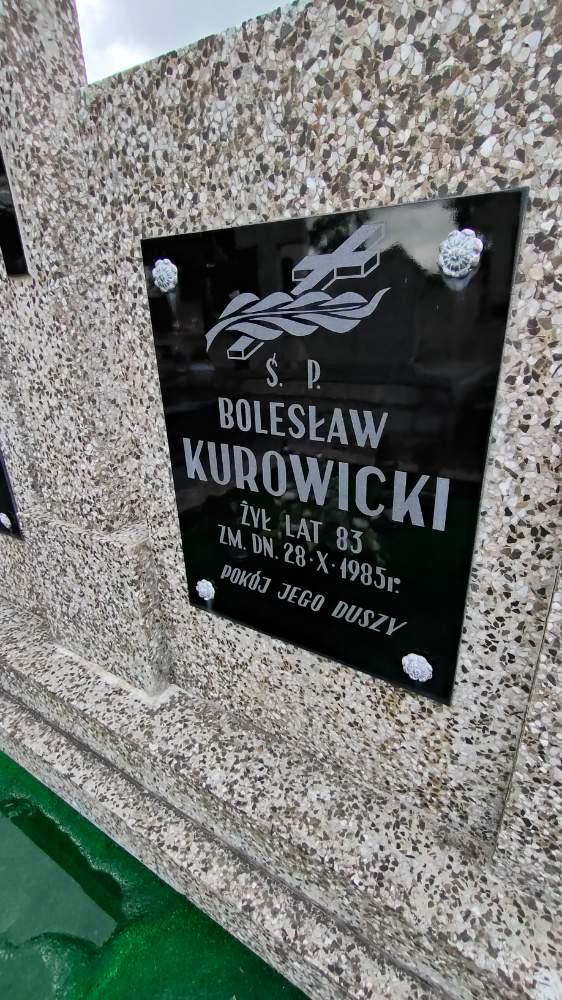 Ś. P.
BOLESŁAW
KUROWICKI
ŻYŁ LAT 83
ZM. DN. 28·X·1985r.
POKÓJ JEGO DUSZY